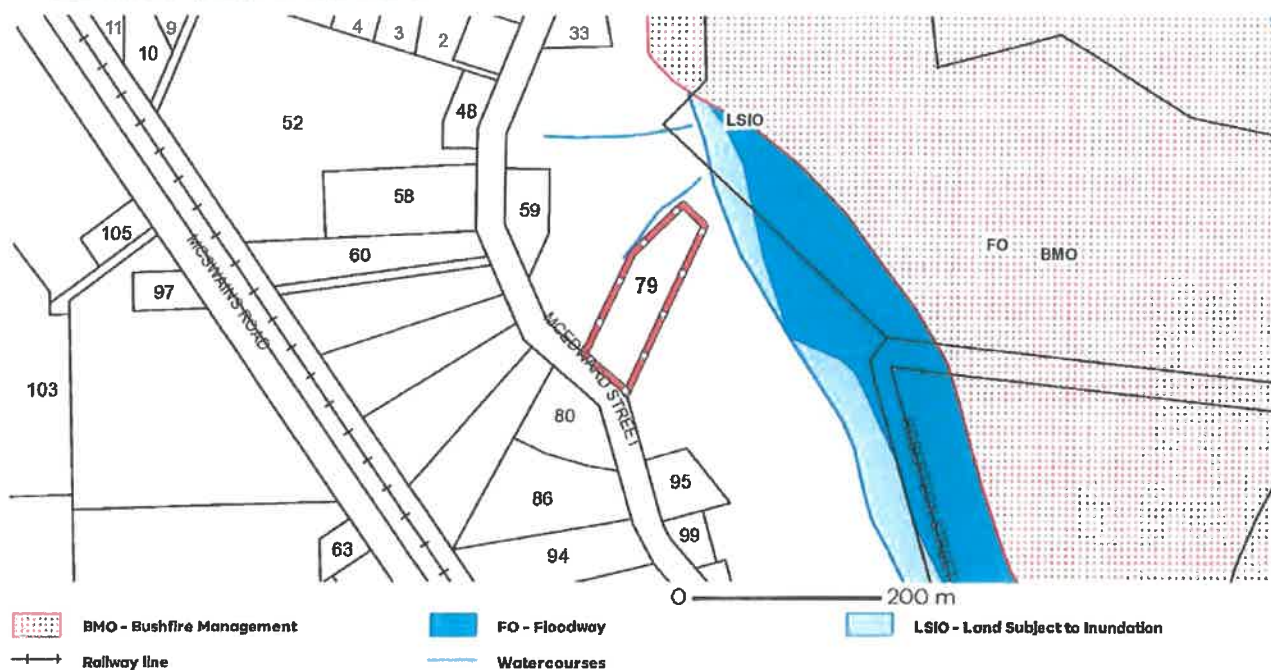 11
9
10
4
3
2
33
52
48
LSIO
58
59
105
60
FO
BMO
97
79
MCSWAINS ROAD
MCEDWARD STREET
103
80
86
95
63
94
99
STREET
0 200 m
BMO - Bushfire Management
FO - Floodway
LSIO - Land Subject to Inundation
Railway line
Watercourses